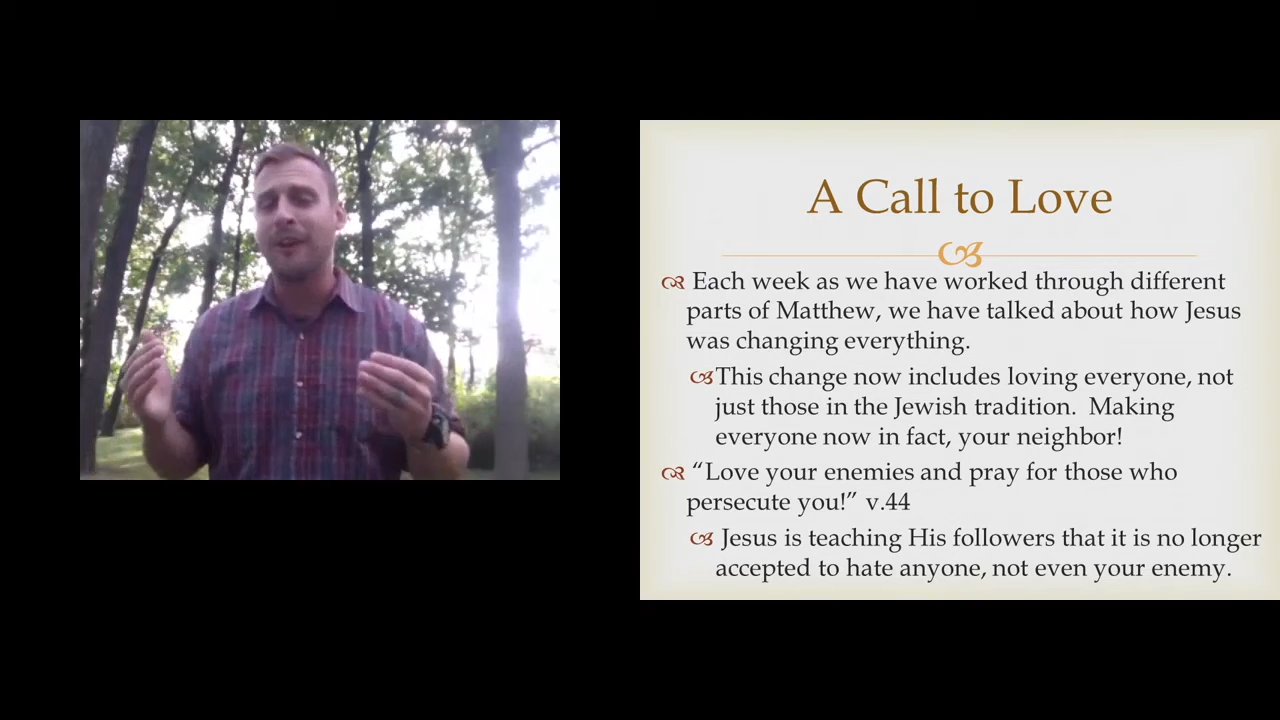 A Call to Love
Each week as we have worked through different
parts of Matthew, we have talked about how Jesus
was changing everything.
This change now includes loving everyone, not
just those in the Jewish tradition.  Making
everyone now in fact, your neighbor!
“Love your enemies and pray for those who
persecute you!” v.44
Jesus is teaching His followers that it is no longer
accepted to hate anyone, not even your enemy.